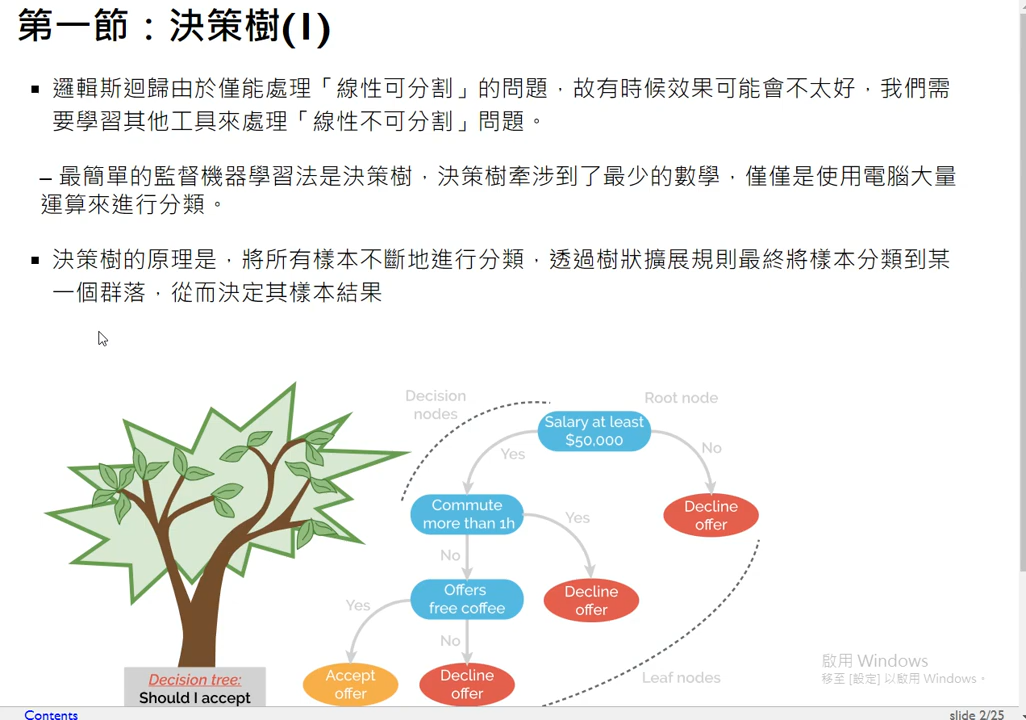 第一節：決策樹(1)
▪ 邏輯斯迴歸由於僅能處理「線性可分割」的問題，故有時候效果可能會不太好，我們需
要學習其他工具來處理「線性不可分割」問題。
– 最簡單的監督機器學習法是決策樹，決策樹牽涉到了最少的數學，僅僅是使用電腦大量
運算來進行分類。
▪ 決策樹的原理是，將所有樣本不斷地進行分類，透過樹狀擴展規則最終將樣本分類到某
一個群落，從而決定其樣本結果
Decision
nodes
Root node
Salary at least
$50,000
Yes
No
Commute
more than 1h
Decline
offer
Yes
No
Offers
free coffee
Decline
offer
Yes
No
Accept
offer
Decline
offer
Leaf nodes
Decision tree:
Should I accept
啟用 Windows
移至 [設定] 以啟用 Windows。
Contents
slide 2/25